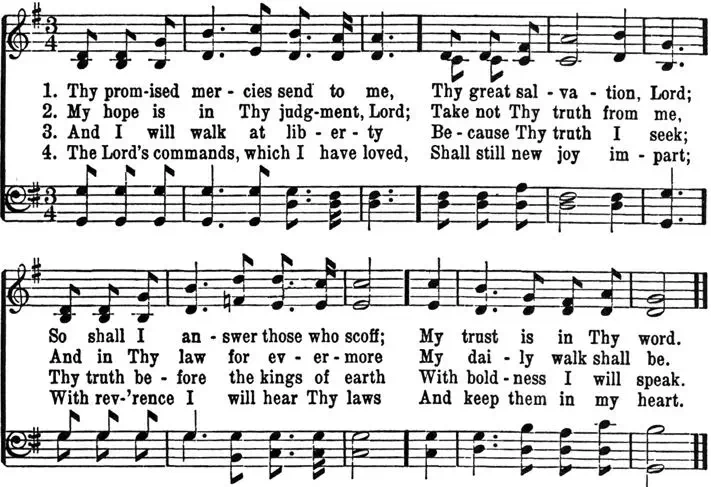 1. Thy prom-ised mer - cies send to me, Thy great sal - va - tion, Lord;
2. My hope is in Thy judg-ment, Lord; Take not Thy truth from me,
3. And I will walk at lib - er - ty Be - cause Thy truth I seek;
4. The Lord's commands, which I have loved, Shall still new joy im - part;
So shall I an - swer those who scoff; My trust is in Thy word.
And in Thy law for ev - er - more My dai - ly walk shall be.
Thy truth be - fore the kings of earth With bold - ness I will speak.
With rev-'rence I will hear Thy laws And keep them in my heart.